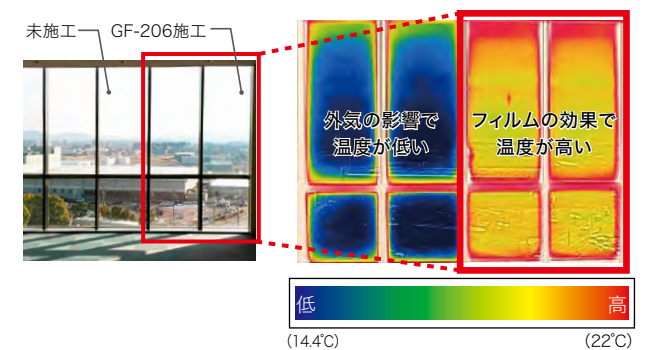 未施工
GF-206施工
外気の影響で
温度が低い
フィルムの効果で
温度が高い
低
高
(14.4℃)
(22℃)